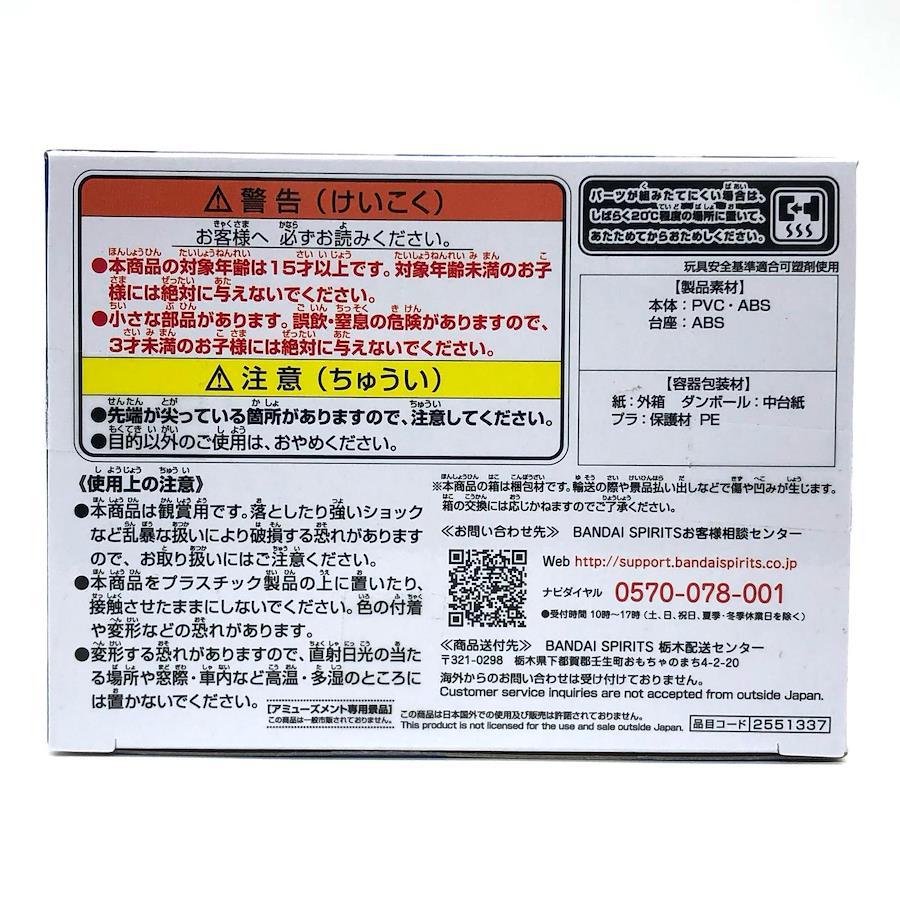 ⚠警告（けいこく）
お客様へ 必ずお読みください。
●本商品の対象年齢は15才以上です。対象年齢未満のお子
様には絶対に与えないでください。
●小さな部品があります。誤飲・窒息の危険がありますので、
3才未満のお子様には絶対に与えないでください。
⚠注意（ちゅうい）
●先端が尖っている箇所がありますので、注意してください。
●目的以外のご使用は、おやめください。
パーツが組みたてにくい場合は、
しばらく20℃程度の場所に置いて、
あたためてからおためしください。
玩具安全基準適合可塑剤使用
【製品素材】
本体：PVC・ABS
台座：ABS
【容器包装材】
紙：外箱 ダンボール：中台紙
プラ：保護材 PE
《使用上の注意》
●本商品は観賞用です。落としたり強いショック
など乱暴な扱いにより破損する恐れがあります
ので、お取り扱いにはご注意ください。
●本商品をプラスチック製品の上に置いたり、
接触させたままにしないでください。色の付着
や変形などの恐れがあります。
●変形する恐れがありますので、直射日光の当た
る場所や窓際・車内など高温・多湿のところに
は置かないでください。
※本商品の箱は梱包材です。輸送の際や景品払い出しなどで傷や凹みが生じます。
箱の交換には応じかねますのでご了承ください。
≪お問い合わせ先≫ BANDAI SPIRITSお客様相談センター
Web http://support.bandaispirits.co.jp
ナビダイヤル 0570-078-001
●受付時間 10時〜17時（土、日、祝日、夏季・冬季休業日を除く）
≪商品送付先≫ BANDAI SPIRITS 栃木配送センター
〒321-0298 栃木県下都賀郡壬生町おもちゃのまち4-2-20
海外からのお問い合わせは受け付けておりません。
Customer service inquiries are not accepted from outside Japan.
【アミューズメント専用景品】
この商品は一般市販されておりません。
この商品は日本国外での使用及び販売は許諾されておりません。
This product is not licensed for the use and sale outside Japan.
品目コード 2551337